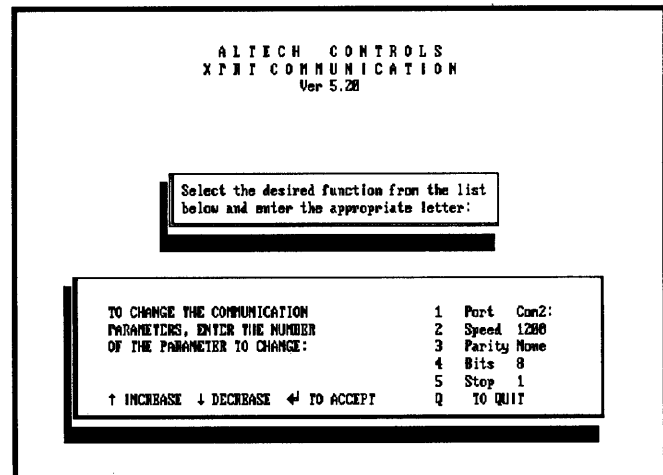 ALTECH CONTROLS
XPNT COMMUNICATION
Ver 5.20
Select the desired function from the list
below and enter the appropriate letter:
TO CHANGE THE COMMUNICATION
PARAMETERS, ENTER THE NUMBER
OF THE PARAMETER TO CHANGE:
↑ INCREASE ↓ DECREASE ↵ TO ACCEPT
1 Port Com2:
2 Speed 1200
3 Parity None
4 Bits 8
5 Stop 1
Q TO QUIT